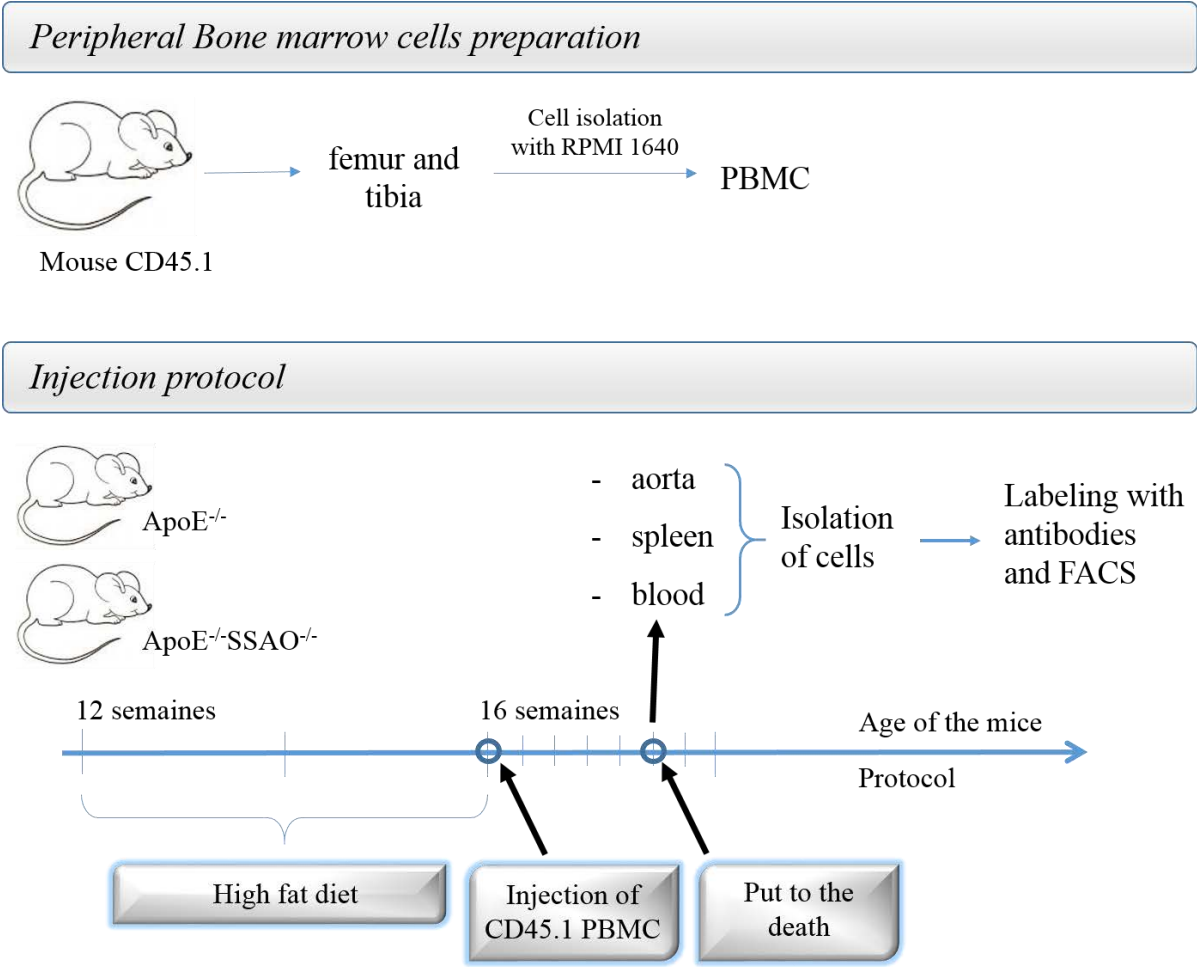 Peripheral Bone marrow cells preparation
Cell isolation
with RPMI 1640
femur and
tibia
PBMC
Mouse CD45.1
Injection protocol
- aorta
- spleen
- blood
Isolation
of cells
Labeling with
antibodies
and FACS
ApoE-/-
ApoE-/-SSAO-/-
12 semaines
16 semaines
Age of the mice
Protocol
High fat diet
Injection of
CD45.1 PBMC
Put to the
death